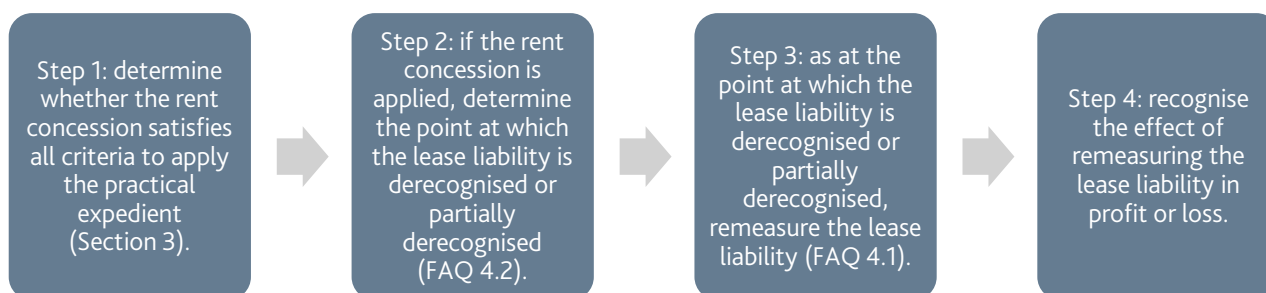 Step 1: determine
whether the rent
concession satisfies
all criteria to apply
the practical
expedient
(Section 3).
Step 2: if the rent
concession is
applied, determine
the point at which
the lease liability is
derecognised or
partially
derecognised
(FAQ 4.2).
Step 3: as at the
point at which the
lease liability is
derecognised or
partially
derecognised,
remeasure the lease
liability (FAQ 4.1).
Step 4: recognise
the effect of
remeasuring the
lease liability in
profit or loss.